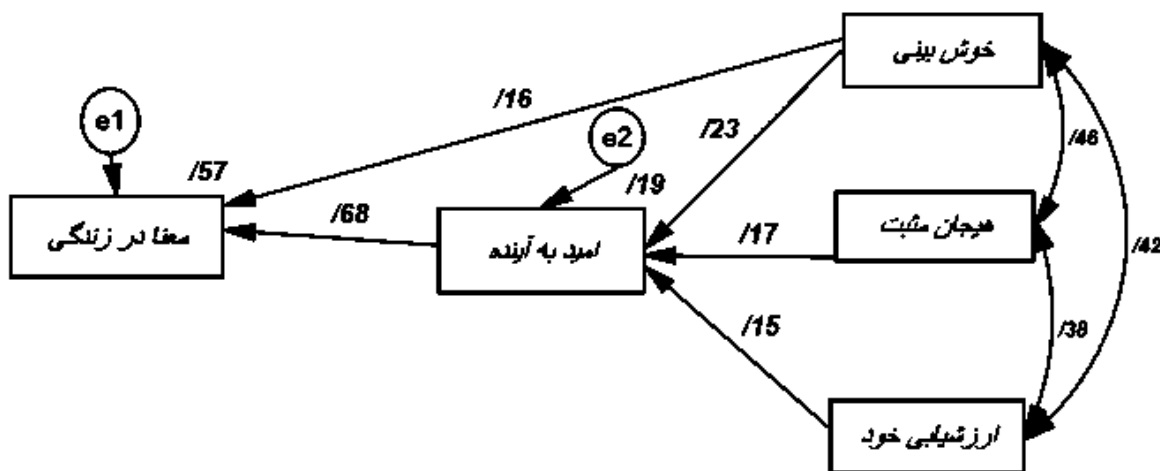 خوش بینی
/16
e1
e2
/23
/46
/57
/19
/68
معنا در زندگی
امید به آینده
/17
هیجان مثبت
/42
/15
/38
ارزشیابی خود